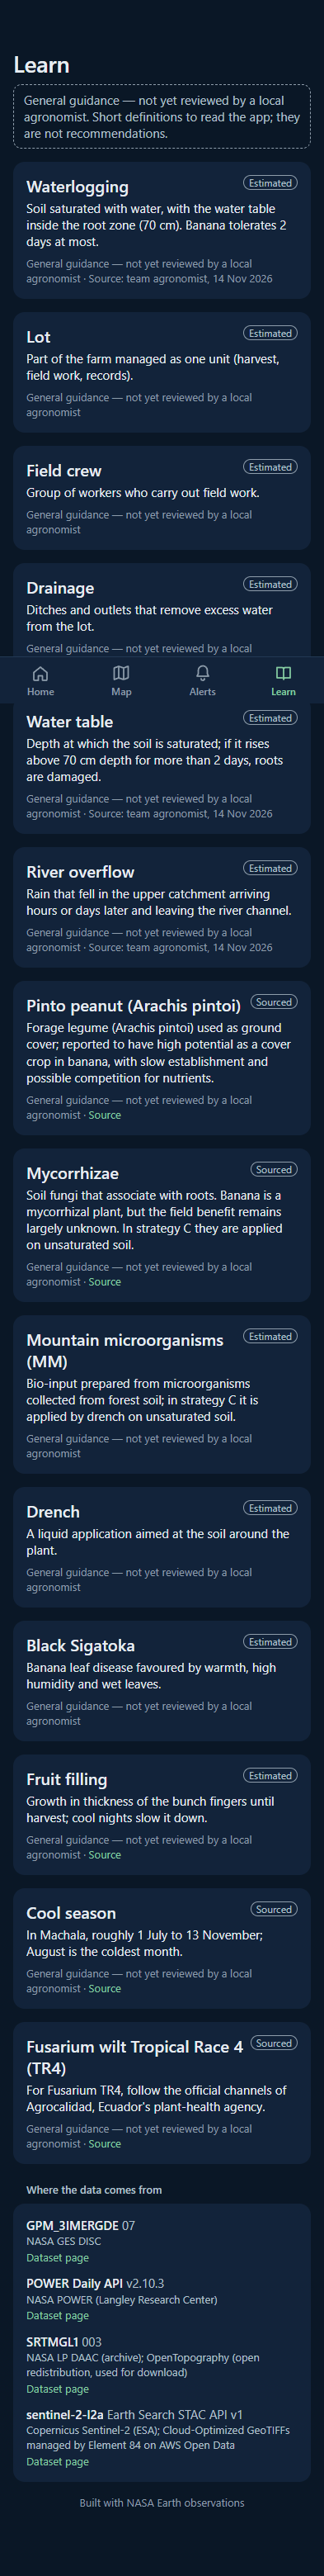 Learn
General guidance — not yet reviewed by a local
agronomist. Short definitions to read the app; they
are not recommendations.
Waterlogging
Estimated
Soil saturated with water, with the water table
inside the root zone (70 cm). Banana tolerates 2
days at most.
General guidance — not yet reviewed by a local
agronomist · Source: team agronomist, 14 Nov 2026
Lot
Estimated
Part of the farm managed as one unit (harvest,
field work, records).
General guidance — not yet reviewed by a local
agronomist
Field crew
Estimated
Group of workers who carry out field work.
General guidance — not yet reviewed by a local
agronomist
Drainage
Estimated
Ditches and outlets that remove excess water
from the lot.
General guidance — not yet reviewed by a local
Home
Map
Alerts
Learn
Water table
Estimated
Depth at which the soil is saturated; if it rises
above 70 cm depth for more than 2 days, roots
are damaged.
General guidance — not yet reviewed by a local
agronomist · Source: team agronomist, 14 Nov 2026
River overflow
Estimated
Rain that fell in the upper catchment arriving
hours or days later and leaving the river channel.
General guidance — not yet reviewed by a local
agronomist · Source: team agronomist, 14 Nov 2026
Pinto peanut (Arachis pintoi)
Sourced
Forage legume (Arachis pintoi) used as ground
cover; reported to have high potential as a cover
crop in banana, with slow establishment and
possible competition for nutrients.
General guidance — not yet reviewed by a local
agronomist · Source
Mycorrhizae
Sourced
Soil fungi that associate with roots. Banana is a
mycorrhizal plant, but the field benefit remains
largely unknown. In strategy C they are applied
on unsaturated soil.
General guidance — not yet reviewed by a local
agronomist · Source
Mountain microorganisms
(MM)
Estimated
Bio-input prepared from microorganisms
collected from forest soil; in strategy C it is
applied by drench on unsaturated soil.
General guidance — not yet reviewed by a local
agronomist
Drench
Estimated
A liquid application aimed at the soil around the
plant.
General guidance — not yet reviewed by a local
agronomist
Black Sigatoka
Estimated
Banana leaf disease favoured by warmth, high
humidity and wet leaves.
General guidance — not yet reviewed by a local
agronomist
Fruit filling
Estimated
Growth in thickness of the bunch fingers until
harvest; cool nights slow it down.
General guidance — not yet reviewed by a local
agronomist · Source
Cool season
Sourced
In Machala, roughly 1 July to 13 November;
August is the coldest month.
General guidance — not yet reviewed by a local
agronomist · Source
Fusarium wilt Tropical Race 4
(TR4)
Sourced
For Fusarium TR4, follow the official channels of
Agrocalidad, Ecuador's plant-health agency.
General guidance — not yet reviewed by a local
agronomist · Source
Where the data comes from
GPM_3IMERGDE 07
NASA GES DISC
Dataset page
POWER Daily API v2.10.3
NASA POWER (Langley Research Center)
Dataset page
SRTMGL1 003
NASA LP DAAC (archive); OpenTopography (open
redistribution, used for download)
Dataset page
sentinel-2-l2a Earth Search STAC API v1
Copernicus Sentinel-2 (ESA); Cloud-Optimized GeoTIFFs
managed by Element 84 on AWS Open Data
Dataset page
Built with NASA Earth observations